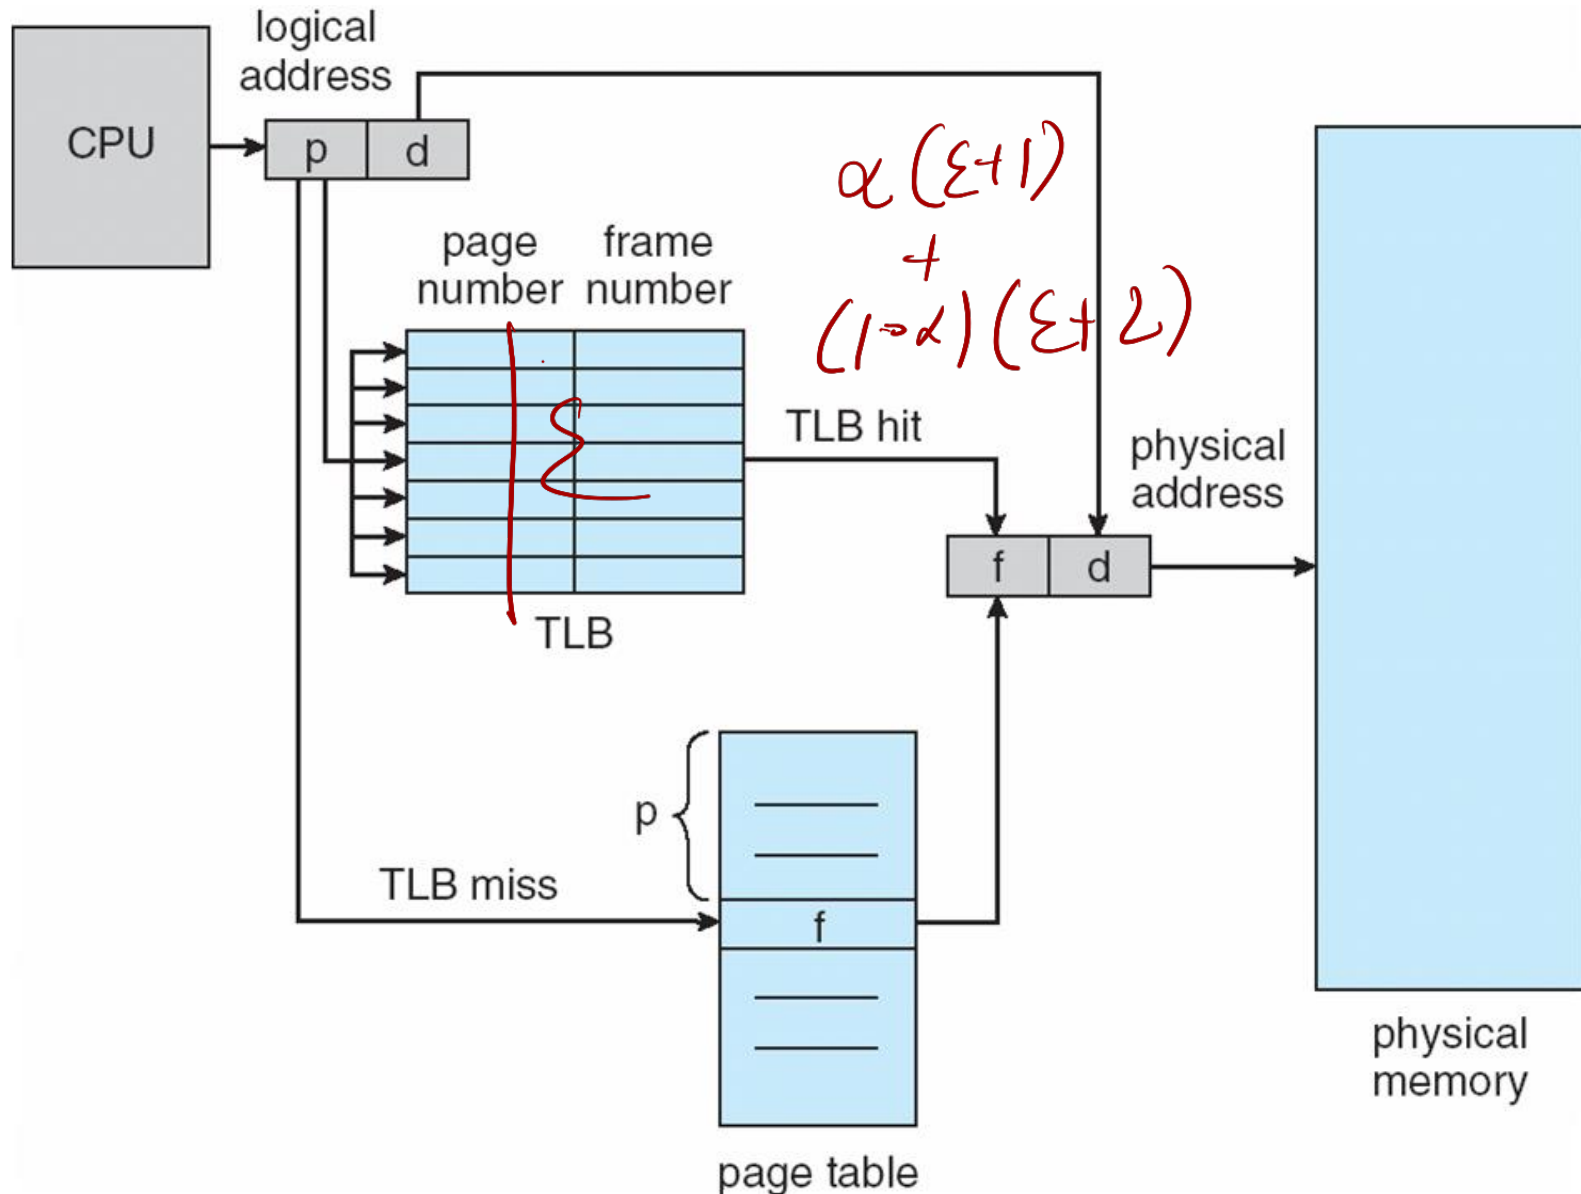 logical
address
CPU
p d
α(ε+1)
+
(1-α)(ε+2)
page frame
number number
ε
TLB hit
physical
address
f d
TLB
p
TLB miss
f
physical
memory
page table